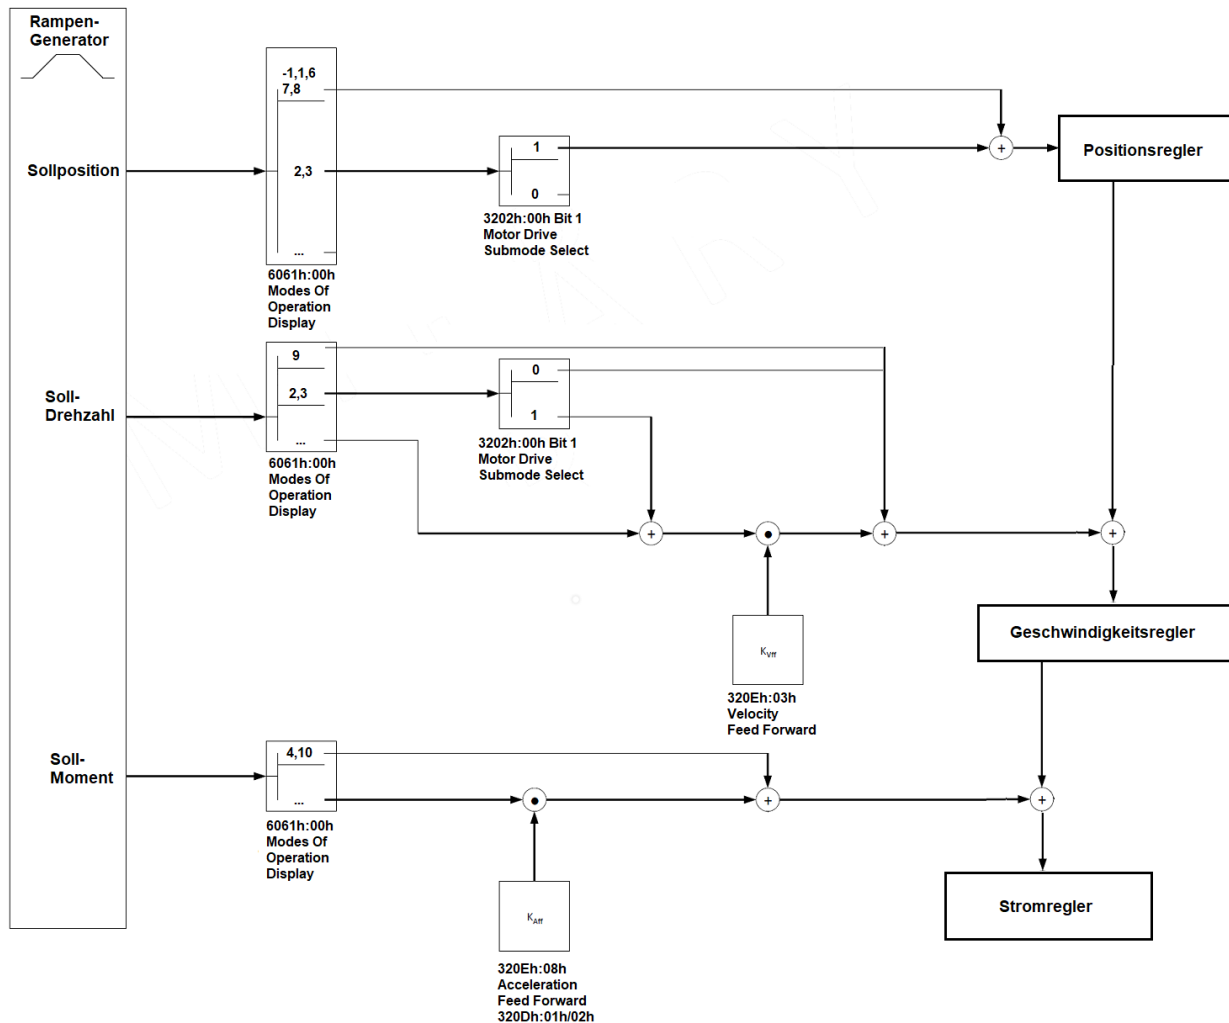 Rampen-
Generator
-1,1,6
7,8
1
Positionsregler
Sollposition
2,3
0
3202h:00h Bit 1
Motor Drive
Submode Select
...
6061h:00h
Modes Of
Operation
Display
9
0
Soll-
Drehzahl
2,3
1
...
3202h:00h Bit 1
Motor Drive
Submode Select
6061h:00h
Modes Of
Operation
Display
+
+
•
+
+
Geschwindigkeitsregler
KVff
320Eh:03h
Velocity
Feed Forward
Soll-
Moment
4,10
...
•
+
+
6061h:00h
Modes Of
Operation
Display
KAff
Stromregler
320Eh:08h
Acceleration
Feed Forward
320Dh:01h/02h